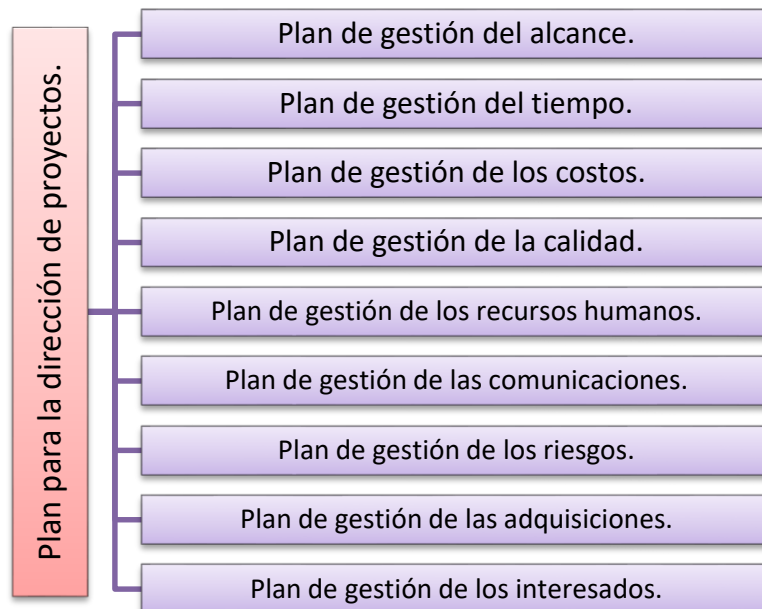 Plan para la dirección de proyectos.
Plan de gestión del alcance.
Plan de gestión del tiempo.
Plan de gestión de los costos.
Plan de gestión de la calidad.
Plan de gestión de los recursos humanos.
Plan de gestión de las comunicaciones.
Plan de gestión de los riesgos.
Plan de gestión de las adquisiciones.
Plan de gestión de los interesados.